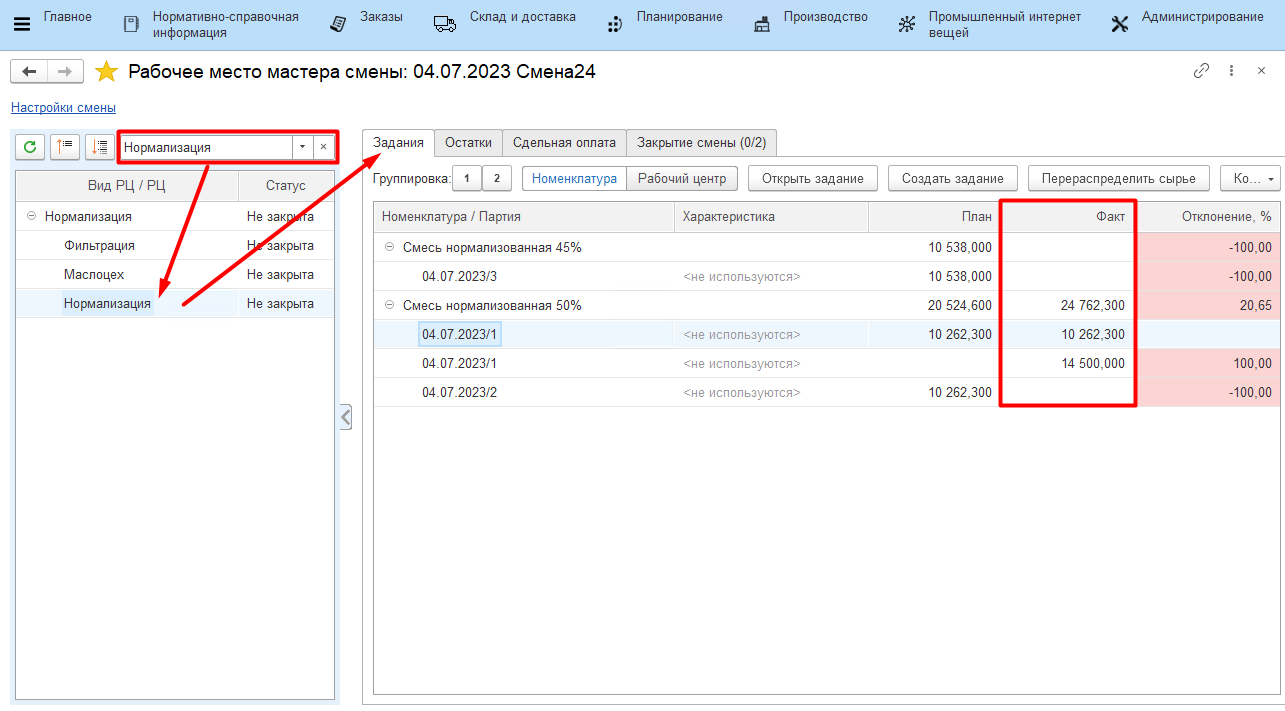 Главное
Нормативно-справочная
информация
Заказы
Склад и доставка
Планирование
Производство
Промышленный интернет
вещей
Администрирование
Рабочее место мастера смены: 04.07.2023 Смена24
Настройки смены
Нормализация
Вид РЦ / РЦ Статус
Нормализация Не закрыта
Фильтрация Не закрыта
Маслоцех Не закрыта
Нормализация Не закрыта
Задания Остатки Сдельная оплата Закрытие смены (0/2)
Группировка: 1 2 Номенклатура Рабочий центр Открыть задание Создать задание Перераспределить сырье Ко...
Номенклатура / Партия Характеристика План Факт Отклонение, %
Смесь нормализованная 45% 10 538,000 -100,00
04.07.2023/3 <не используются> 10 538,000 -100,00
Смесь нормализованная 50% 20 524,600 24 762,300 20,65
04.07.2023/1 <не используются> 10 262,300 10 262,300
04.07.2023/1 <не используются> 14 500,000 100,00
04.07.2023/2 <не используются> 10 262,300 -100,00